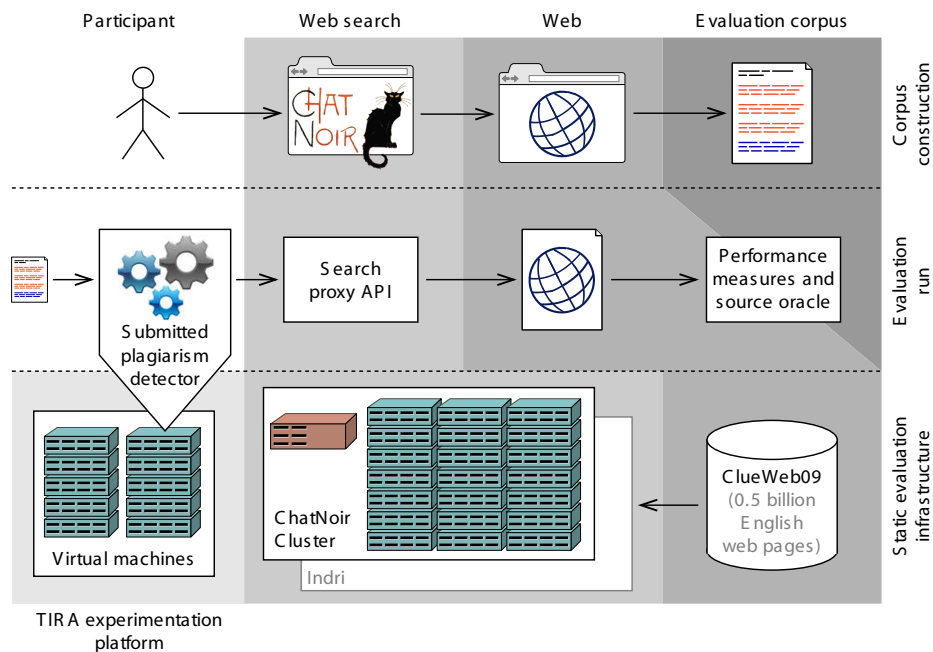 Participant
Web search
Web
Evaluation corpus
CHAT
NOIR
Corpus
construction
Submitted
plagiarism
detector
Search
proxy API
Performance
measures and
source oracle
Evaluation
run
Virtual machines
ChatNoir
Cluster
Indri
ClueWeb09
(0.5 billion
English
web pages)
Static evaluation
infrastructure
TIRA experimentation
platform